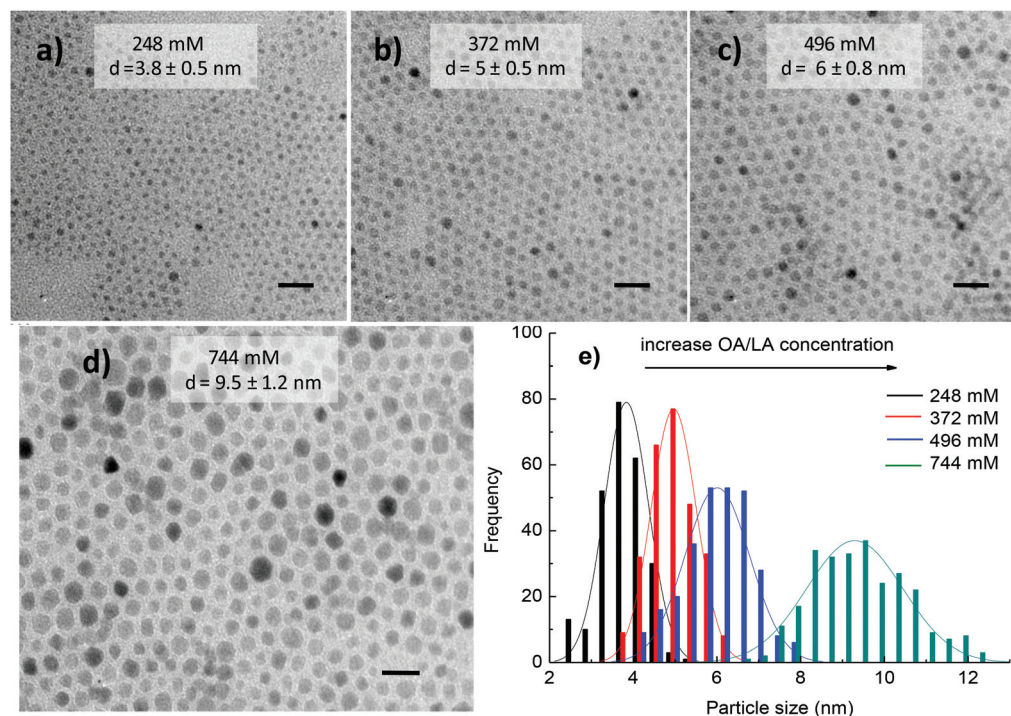 a)
248 mM
d =3.8 ± 0.5 nm
b)
372 mM
d = 5 ± 0.5 nm
c)
496 mM
d = 6 ± 0.8 nm
d)
744 mM
d = 9.5 ± 1.2 nm
e)
increase OA/LA concentration
248 mM
372 mM
496 mM
744 mM
Frequency
100
80
60
40
20
0
2 4 6 8 10 12
Particle size (nm)